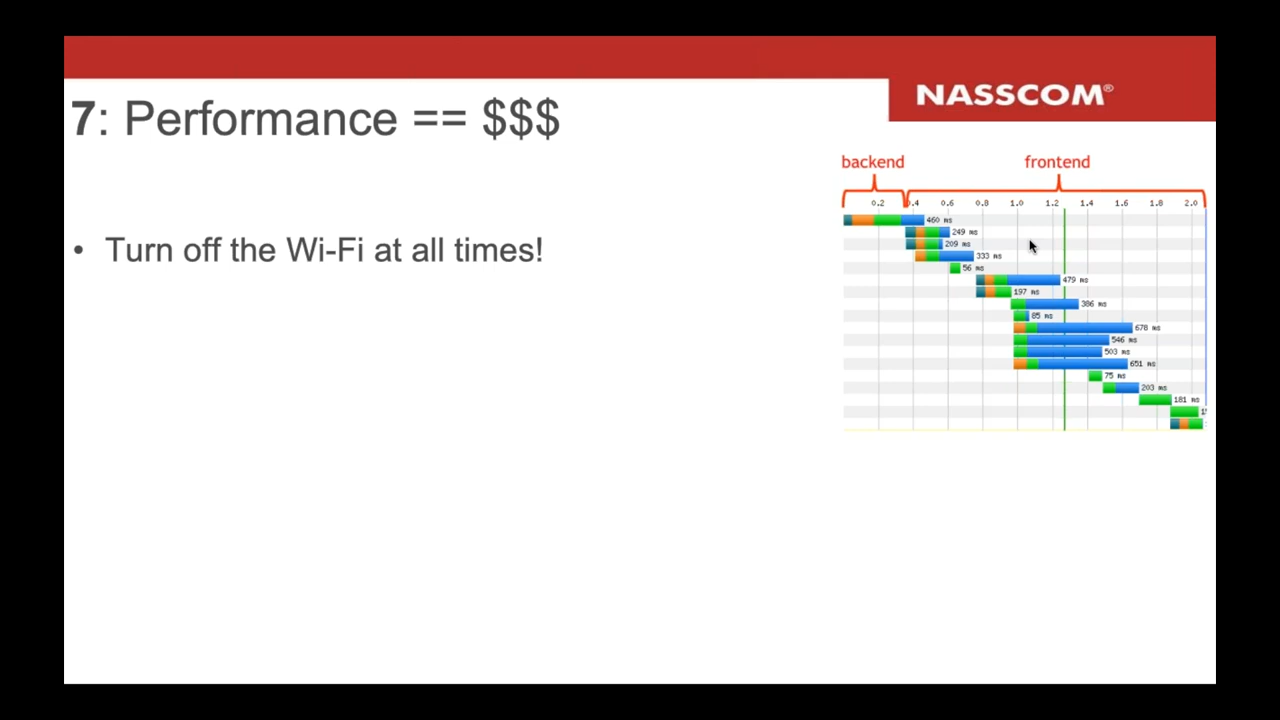 NASSCOM®
7: Performance == $$$
• Turn off the Wi-Fi at all times!
backend frontend
0.2 0.4 0.6 0.8 1.0 1.2 1.4 1.6 1.8 2.0
460 ms
249 ms
209 ms
333 ms
56 ms
479 ms
197 ms
386 ms
85 ms
678 ms
546 ms
503 ms
651 ms
75 ms
203 ms
181 ms